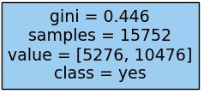 gini = 0.446
samples = 15752
value = [5276, 10476]
class = yes